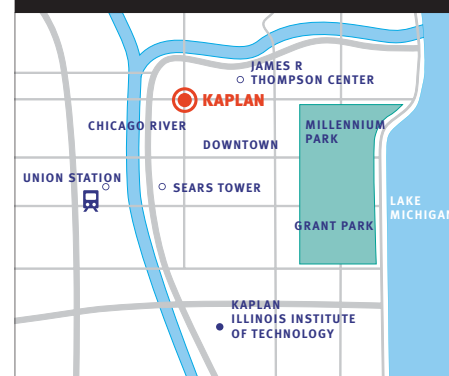 JAMES R
THOMPSON CENTER
KAPLAN
CHICAGO RIVER
MILLENNIUM
PARK
DOWNTOWN
UNION STATION
SEARS TOWER
LAKE
MICHIGAN
GRANT PARK
KAPLAN
ILLINOIS INSTITUTE
OF TECHNOLOGY